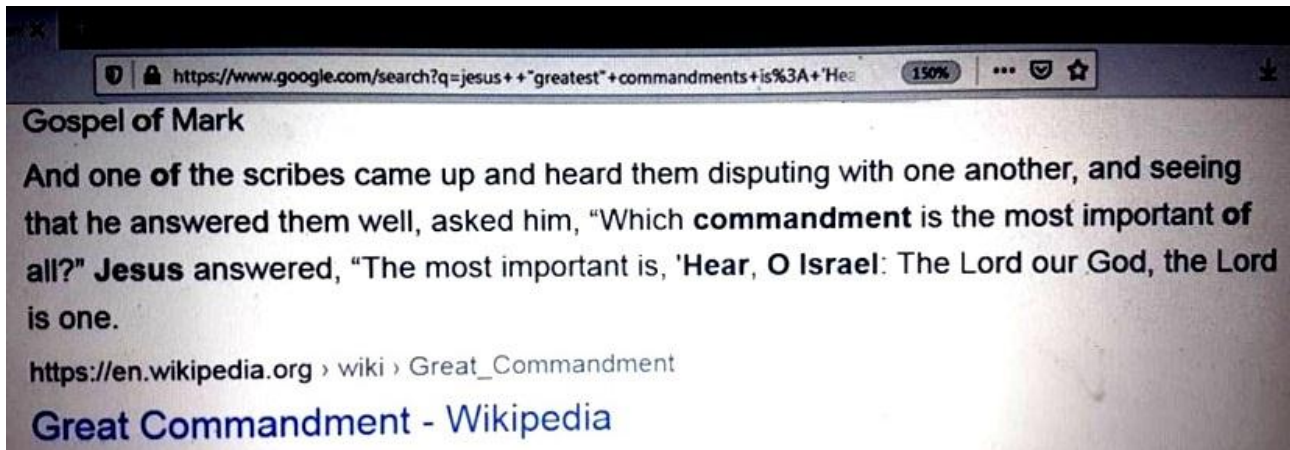 https://www.google.com/search?q=jesus++"greatest"+commandments+is%3A+'Hea
150%
Gospel of Mark
And one of the scribes came up and heard them disputing with one another, and seeing
that he answered them well, asked him, “Which commandment is the most important of
all?" Jesus answered, “The most important is, 'Hear, O Israel: The Lord our God, the Lord
is one.
https://en.wikipedia.org › wiki › Great_Commandment
Great Commandment - Wikipedia